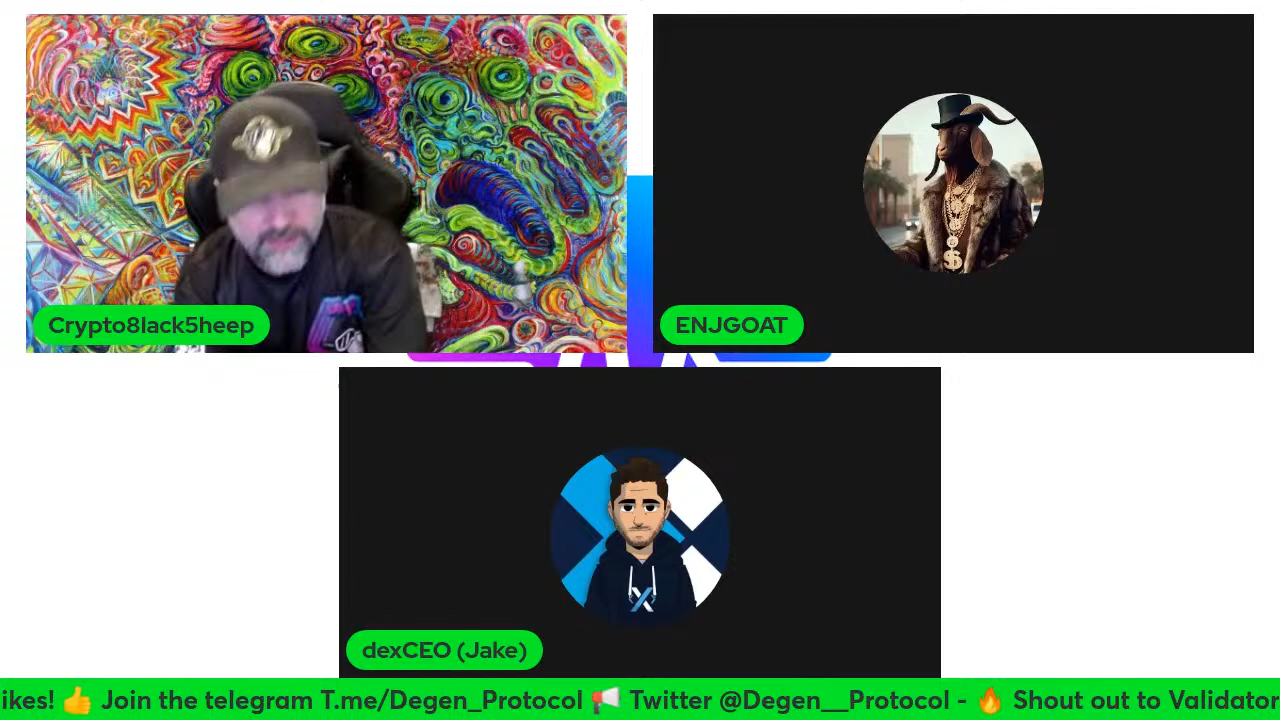 Crypto8lack5heep
ENJGOAT
dexCEO (Jake)
ikes! 👍 Join the telegram T.me/Degen_Protocol 📢 Twitter @Degen__Protocol - 🔥 Shout out to Validator